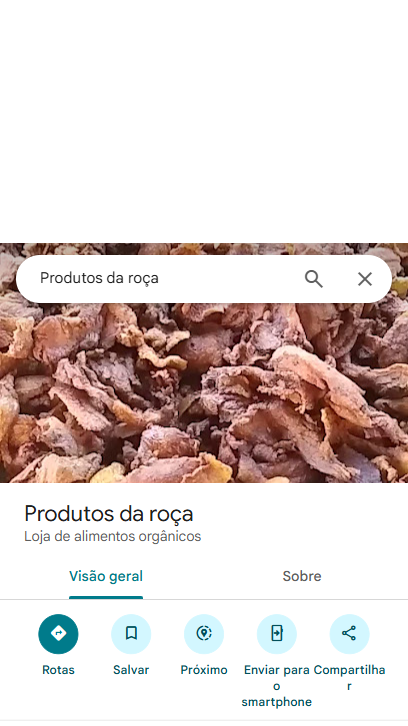 Produtos da roça
Produtos da roça
Loja de alimentos orgânicos
Visão geral
Sobre
Rotas
Salvar
Próximo
Enviar para
o
smartphone
Compartilha
r